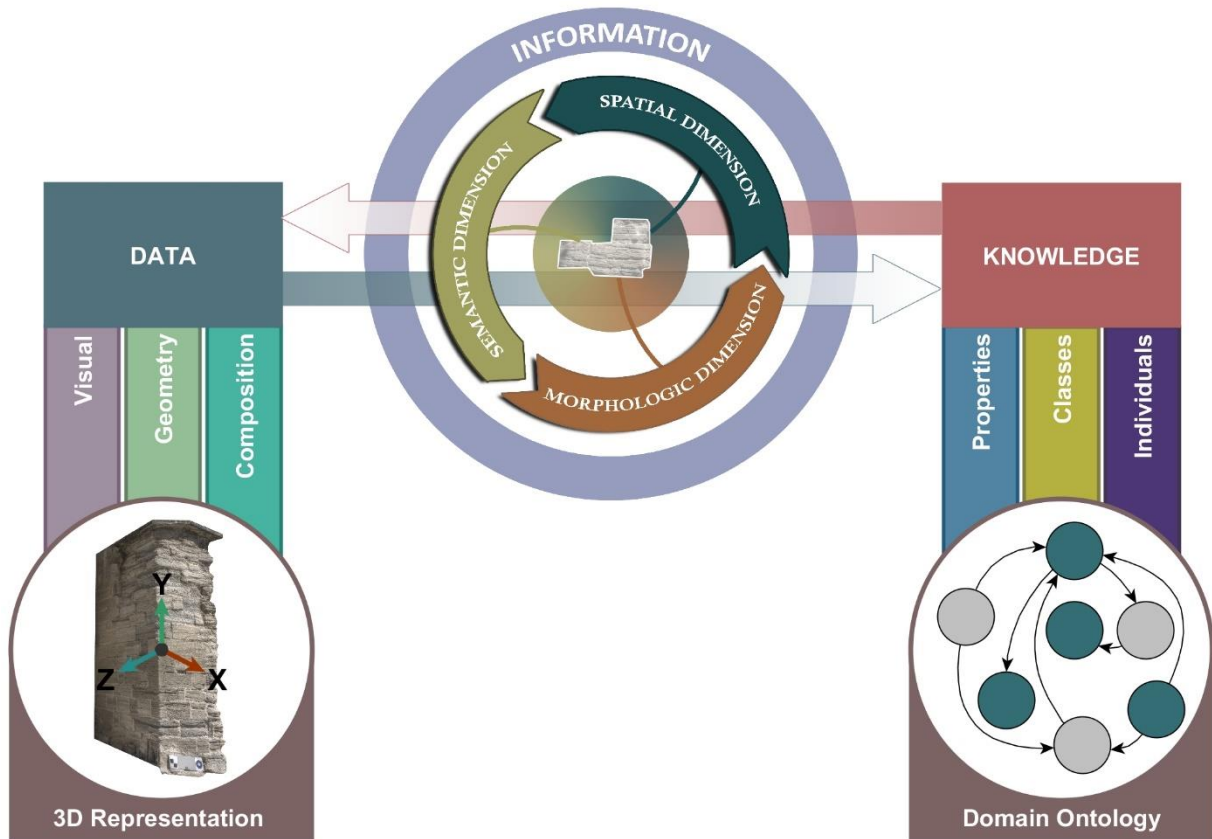 INFORMATION
SPATIAL DIMENSION
SEMANTIC DIMENSION
MORPHOLOGIC DIMENSION
DATA
KNOWLEDGE
Visual
Geometry
Composition
Properties
Classes
Individuals
Y
Z
X
3D Representation
Domain Ontology